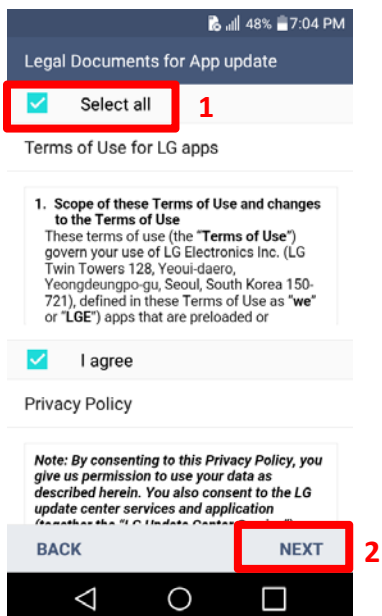 48% 7:04 PM
Legal Documents for App update
Select all 1
Terms of Use for LG apps
1. Scope of these Terms of Use and changes
to the Terms of Use
These terms of use (the "Terms of Use")
govern your use of LG Electronics Inc. (LG
Twin Towers 128, Yeoui-daero,
Yeongdeungpo-gu, Seoul, South Korea 150-
721), defined in these Terms of Use as "we"
or "LGE") apps that are preloaded or
I agree
Privacy Policy
Note: By consenting to this Privacy Policy, you
give us permission to use your data as
described herein. You also consent to the LG
update center services and application
(together the "LG Update Center
BACK NEXT 2